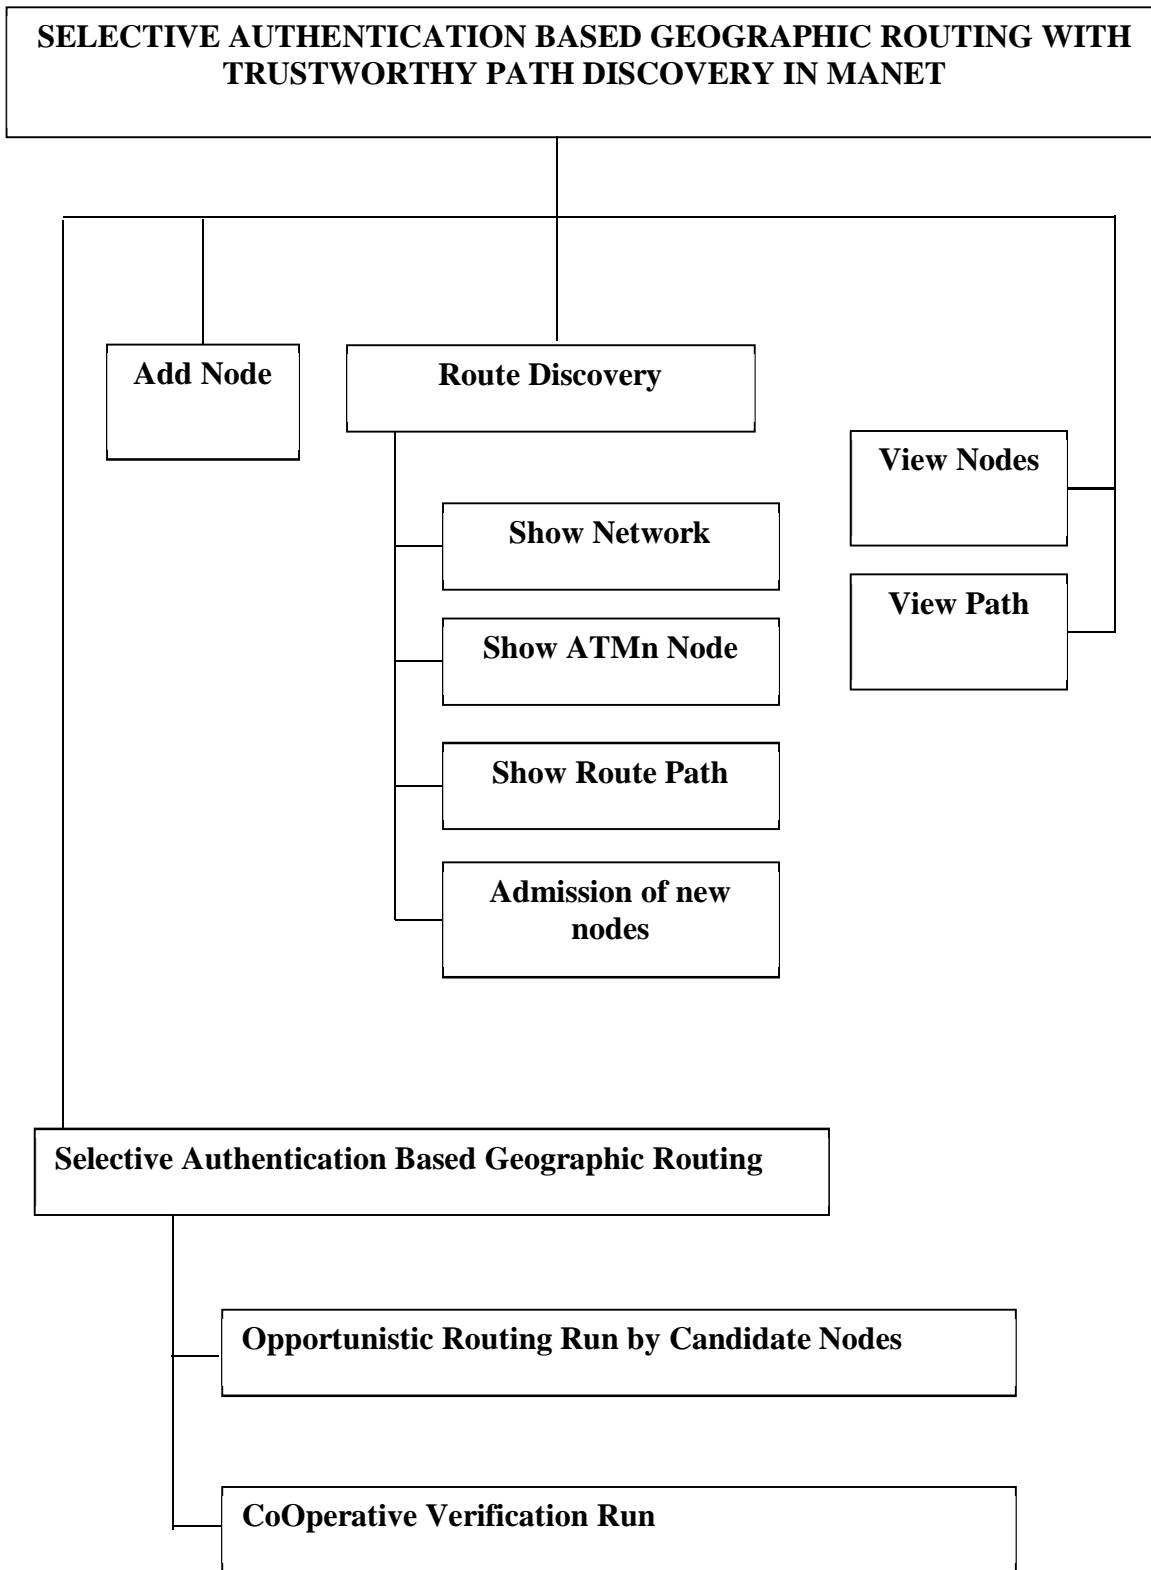 SELECTIVE AUTHENTICATION BASED GEOGRAPHIC ROUTING WITH
TRUSTWORTHY PATH DISCOVERY IN MANET
Add Node
Route Discovery
View Nodes
Show Network
View Path
Show ATMn Node
Show Route Path
Admission of new
nodes
Selective Authentication Based Geographic Routing
Opportunistic Routing Run by Candidate Nodes
CoOperative Verification Run